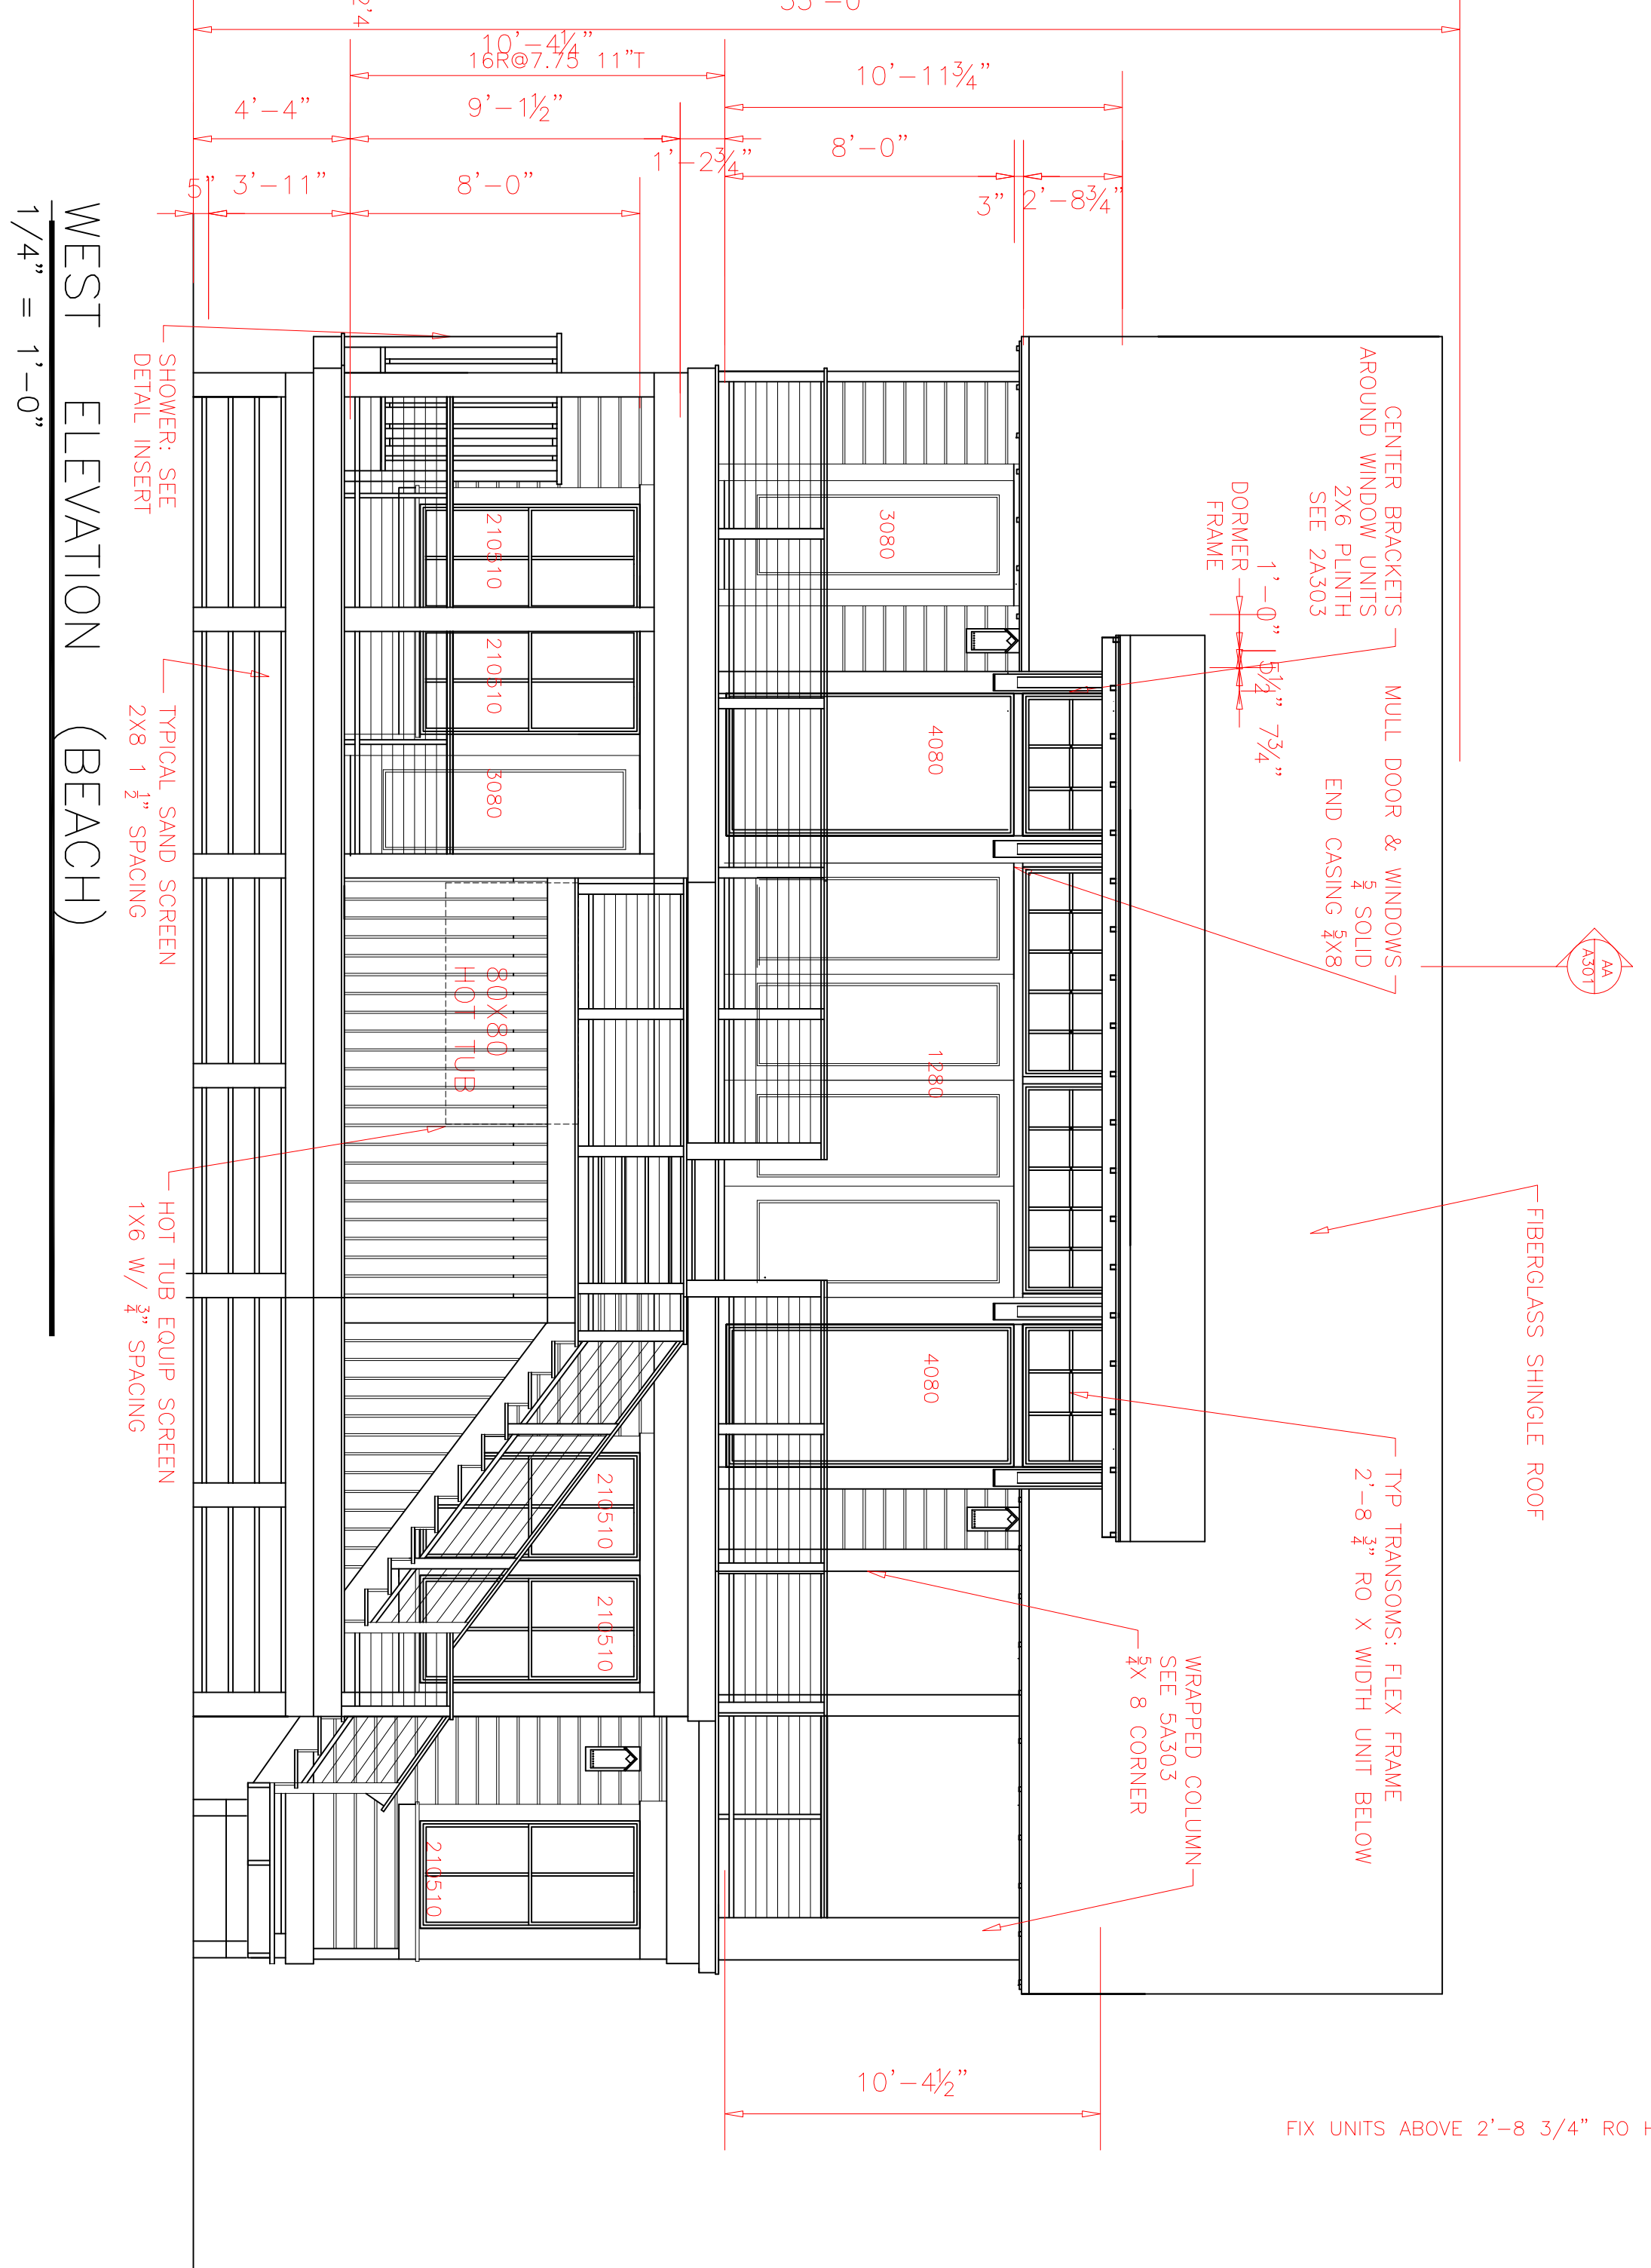 WEST ELEVATION (BEACH)
1/4" = 1'-0"
10'-4¼"
16R@7.75 11"T
10'-11¾"
4'-4"
9'-1½"
1'-2¾"
8'-0"
5"
3'-11"
8'-0"
3"
2'-8¾"
CENTER BRACKETS
AROUND WINDOW UNITS
2X6 PLINTH
SEE 2A303
DORMER
FRAME
1'-0"
5½"
7¾"
MULL DOOR & WINDOWS
5/4 SOLID
END CASING 5/4X8
AA
A301
FIBERGLASS SHINGLE ROOF
TYP TRANSOMS: FLEX FRAME
2'-8 3/4" RO X WIDTH UNIT BELOW
WRAPPED COLUMN
SEE 5A303
5/4X 8 CORNER
3080
4080
1280
4080
210510
210510
3080
80X80
HOT TUB
210510
210510
210510
SHOWER: SEE
DETAIL INSERT
TYPICAL SAND SCREEN
2X8 1 1/2" SPACING
HOT TUB EQUIP SCREEN
1X6 W/ 3/4" SPACING
10'-4½"
FIX UNITS ABOVE 2'-8 3/4" RO